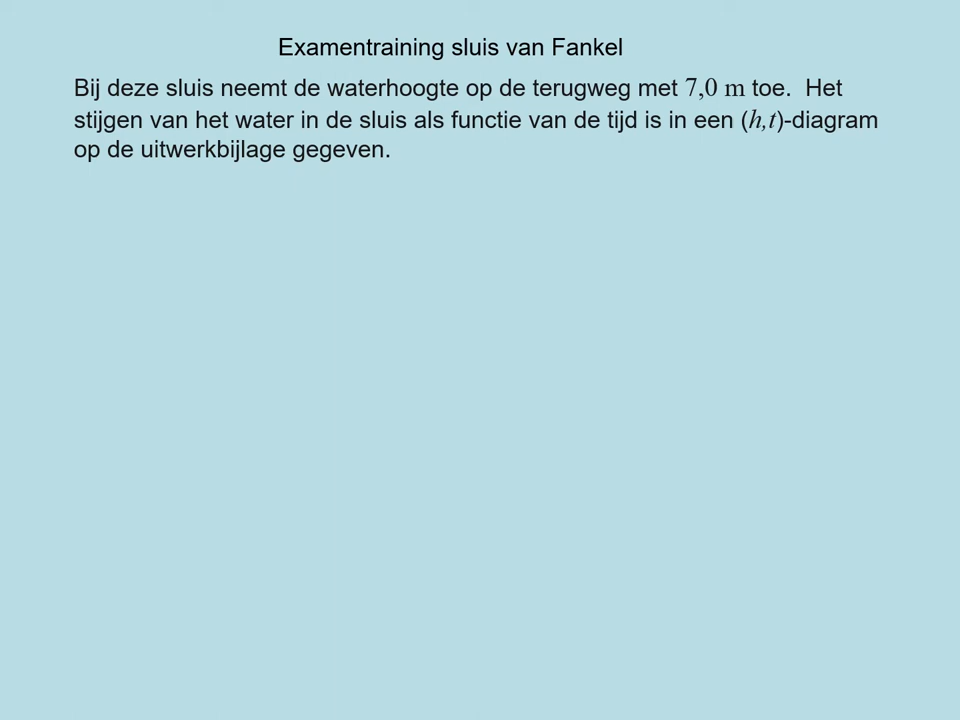 Examentraining sluis van Fankel
Bij deze sluis neemt de waterhoogte op de terugweg met 7,0 m toe. Het
stijgen van het water in de sluis als functie van de tijd is in een (h,t)-diagram
op de uitwerkbijlage gegeven.